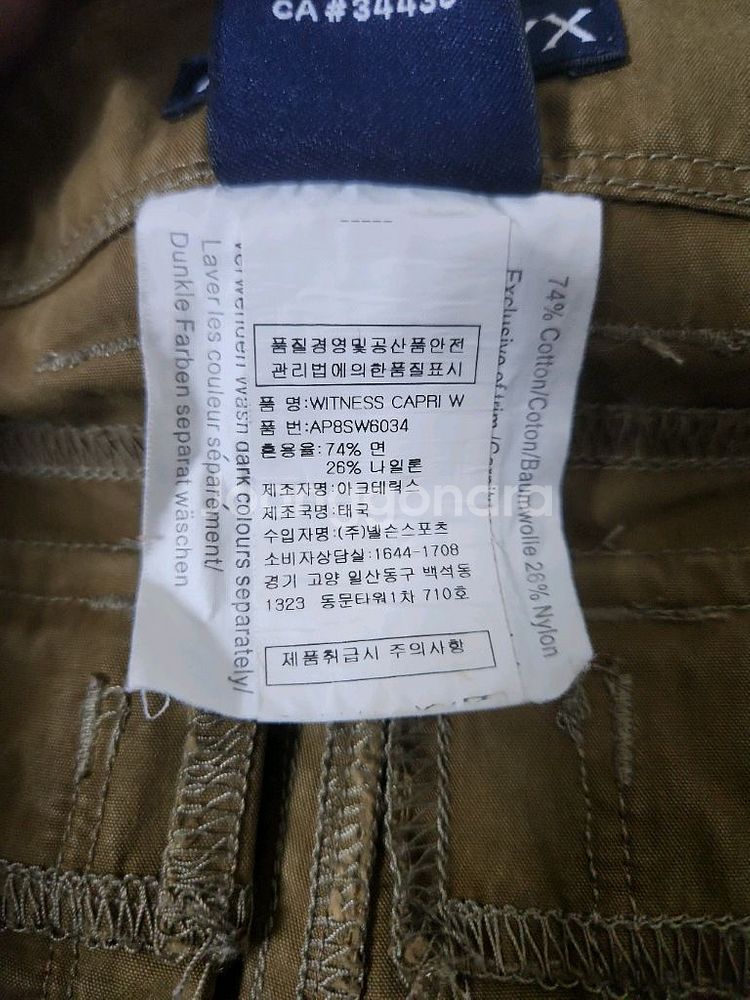 CA#34436
품질경영및공산품안전
관리법에의한품질표시
품 명:WITNESS CAPRI W
품 번:AP8SW6034
혼용율:74% 면
26% 나일론
제조자명:아크테릭스
제조국명:태국
수입자명:(주)넬슨스포츠
소비자상담실:1644-1708
경기 고양 일산동구 백석동
1323 동문타워1차 710호
제품취급시 주의사항
74% Cotton/Coton/Baumwolle 26% Nylon
Exclusive of trim
wash dark colours separately/
Laver les couleur séparement/
Dunkle Farben separat wäschen